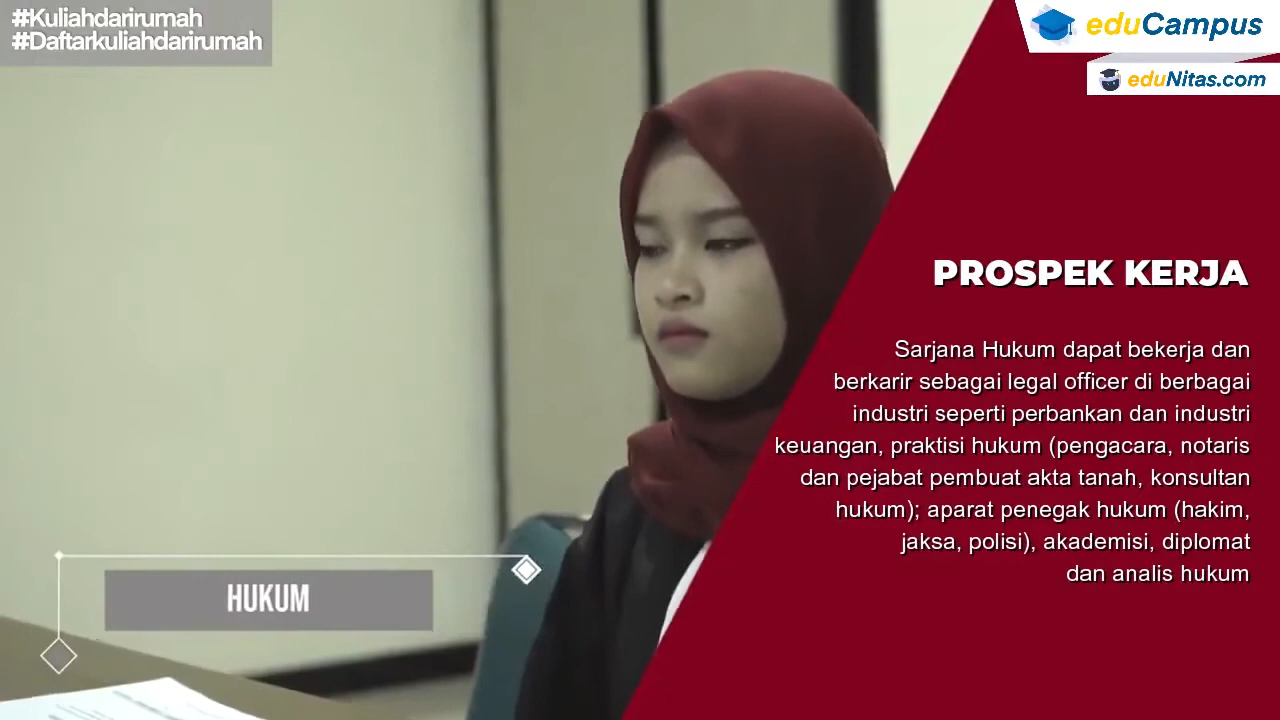 #Kuliahdarirumah
#Daftarkuliahdarirumah
eduCampus
eduNitas.com
PROSPEK KERJA
Sarjana Hukum dapat bekerja dan
berkarir sebagai legal officer di berbagai
industri seperti perbankan dan industri
keuangan, praktisi hukum (pengacara, notaris
dan pejabat pembuat akta tanah, konsultan
hukum); aparat penegak hukum (hakim,
jaksa, polisi), akademisi, diplomat
dan analis hukum
HUKUM